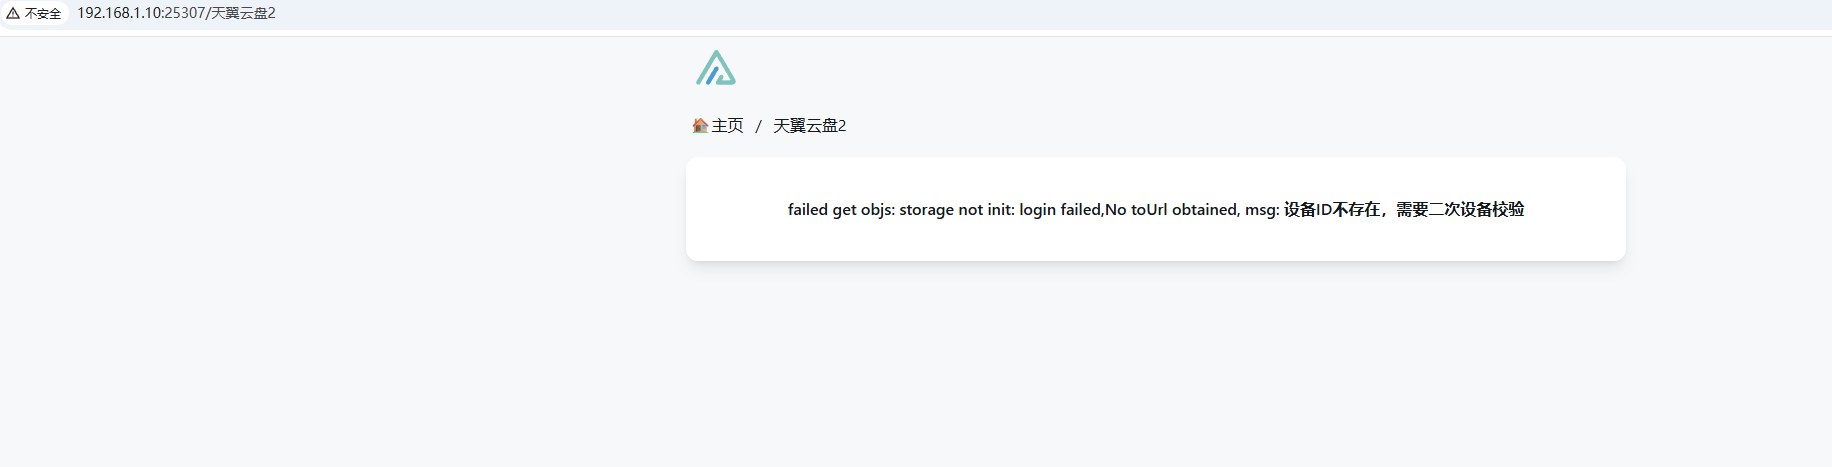 不安全 192.168.1.10:25307/天翼云盘2
主页 / 天翼云盘2
failed get objs: storage not init: login failed,No toUrl obtained, msg: 设备ID不存在，需要二次设备校验